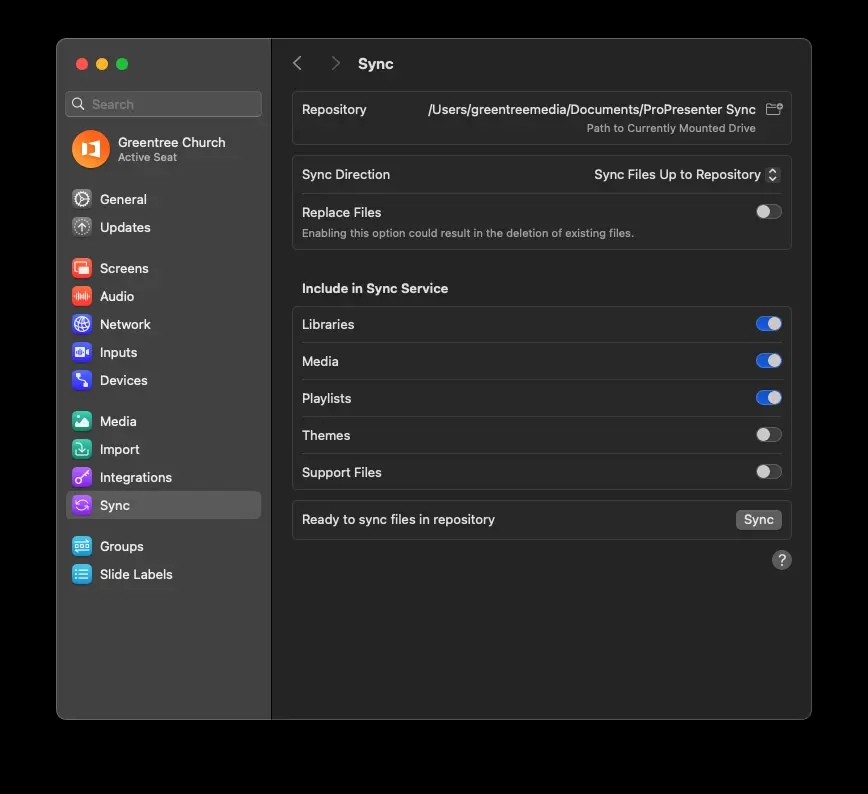 Sync
Search
Greentree Church
Active Seat
General
Updates
Screens
Audio
Network
Inputs
Devices
Media
Import
Integrations
Sync
Groups
Slide Labels
Repository /Users/greentreemedia/Documents/ProPresenter Sync
Path to Currently Mounted Drive
Sync Direction Sync Files Up to Repository
Replace Files
Enabling this option could result in the deletion of existing files.
Include in Sync Service
Libraries
Media
Playlists
Themes
Support Files
Ready to sync files in repository Sync
?